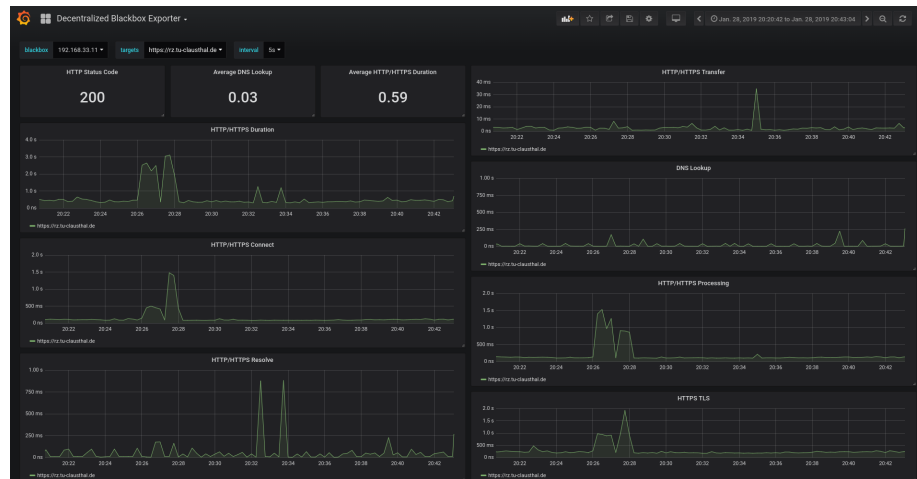 Decentralized Blackbox Exporter
Jan. 28, 2019 20:20:42 to Jan. 28, 2019 20:43:04
blackbox 192.168.33.11 targets https://rz.tu-clausthal.de Interval 5s
HTTP Status Code
200
Average DNS Lookup
0.03
Average HTTP/HTTPS Duration
0.59
HTTP/HTTPS Duration
4.0 s
3.0 s
2.0 s
1.0 s
0 ns
20:22 20:24 20:26 20:28 20:30 20:32 20:34 20:36 20:38 20:40 20:42
https://rz.tu-clausthal.de
HTTP/HTTPS Connect
2.0 s
1.5 s
1.0 s
500 ms
0 ns
20:22 20:24 20:26 20:28 20:30 20:32 20:34 20:36 20:38 20:40 20:42
https://rz.tu-clausthal.de
HTTP/HTTPS Resolve
1.00 s
750 ms
500 ms
250 ms
0 ns
20:22 20:24 20:26 20:28 20:30 20:32 20:34 20:36 20:38 20:40 20:42
https://rz.tu-clausthal.de
HTTP/HTTPS Transfer
40 ms
30 ms
20 ms
10 ms
0 ns
20:22 20:24 20:26 20:28 20:30 20:32 20:34 20:36 20:38 20:40 20:42
https://rz.tu-clausthal.de
DNS Lookup
1.00 s
750 ms
500 ms
250 ms
0 ns
20:22 20:24 20:26 20:28 20:30 20:32 20:34 20:36 20:38 20:40 20:42
https://rz.tu-clausthal.de
HTTP/HTTPS Processing
2.0 s
1.5 s
1.0 s
500 ms
0 ns
20:22 20:24 20:26 20:28 20:30 20:32 20:34 20:36 20:38 20:40 20:42
https://rz.tu-clausthal.de
HTTPS TLS
2.0 s
1.5 s
1.0 s
500 ms
0 ns
20:22 20:24 20:26 20:28 20:30 20:32 20:34 20:36 20:38 20:40 20:42
https://rz.tu-clausthal.de